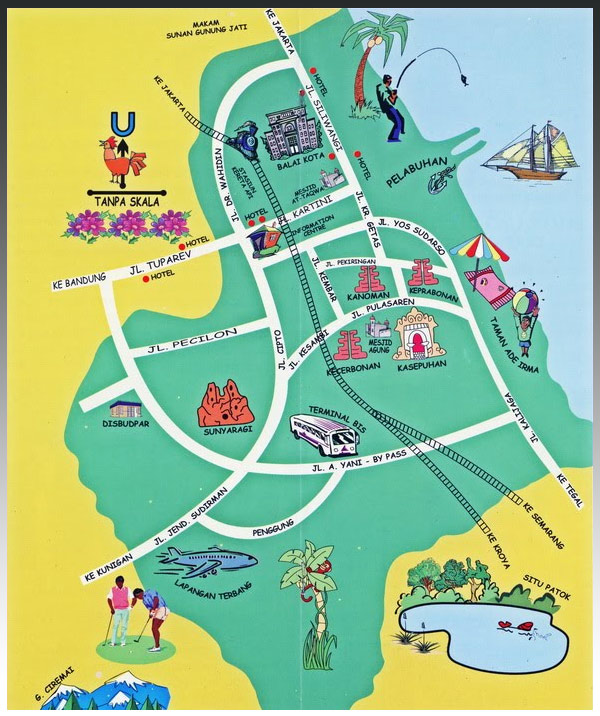 MAKAM
SUNAN GUNUNG JATI
KE JAKARTA
KE JAKARTA
HOTEL
JL. SILIWANGI
U
TANPA SKALA
BALAI KOTA
HOTEL
PELABUHAN
STASIUN
KERETA API
MESJID
AT-TAQWA
JL. DR. WAHIDIN
HOTEL
JL. KARTINI
INFORMATION
CENTRE
JL. KR. GETAS
JL. YOS SUDARSO
HOTEL
JL. TUPAREV
HOTEL
KE BANDUNG
JL. PEKIRINGAN
JL. KEMBAR
KANOMAN
KEPRABONAN
JL. PULASAREN
TAMAN ADE IRMA
JL. PECILON
JL. CIPTO
JL. KESAMBI
MESJID
AGUNG
KECERBONAN
KASEPUHAN
DISBUDPAR
SUNYARAGI
TERMINAL BIS
JL. KALIJAGA
JL. A. YANI - BY PASS
KE TEGAL
KE SEMARANG
KE KROYA
JL. JEND. SUDIRMAN
PENGGUNG
KE KUNIGAN
LAPANGAN TERBANG
SITU PATOK
G. CIREMAI